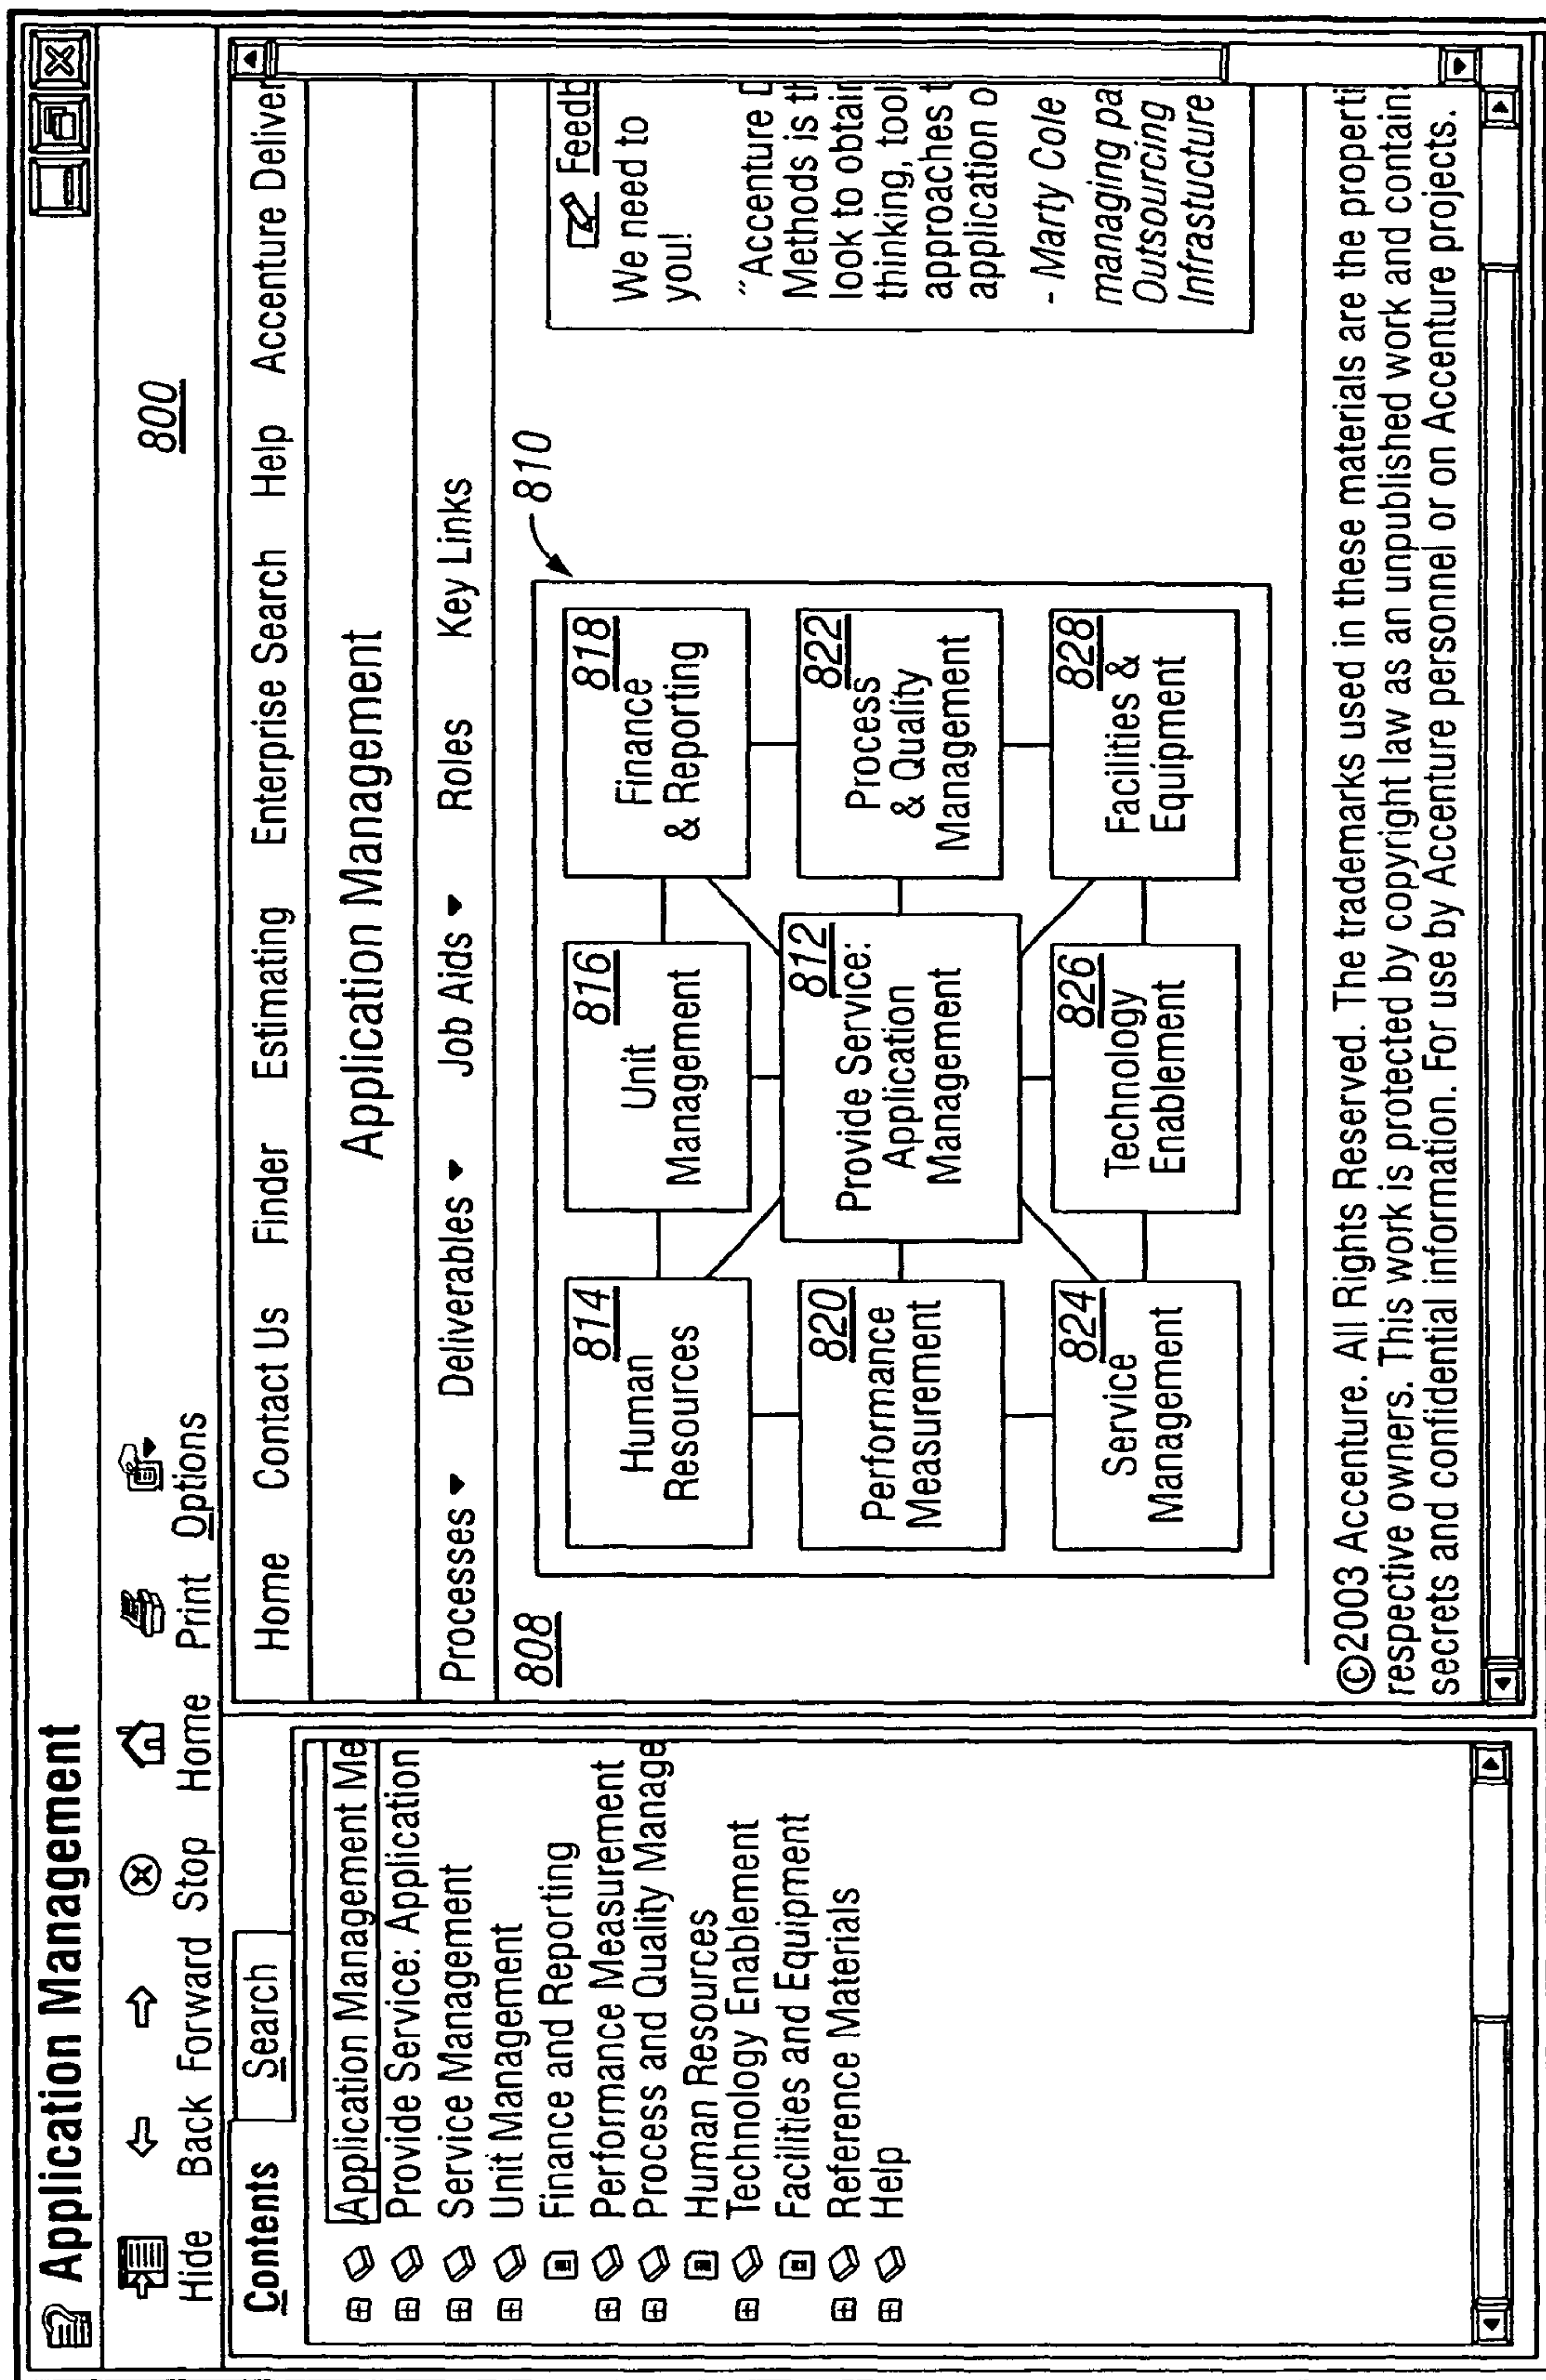 Application Management
Hide Back Forward Stop Home Print Options
800
Contents Search
Application Management Me
Provide Service: Application
Service Management
Unit Management
Finance and Reporting
Performance Measurement
Process and Quality Manage
Human Resources
Technology Enablement
Facilities and Equipment
Reference Materials
Help
Home Contact Us Finder Estimating Enterprise Search Help Accenture Deliver
Application Management
Processes Deliverables Job Aids Roles Key Links
808
810
814
Human
Resources
816
Unit
Management
818
Finance
& Reporting
820
Performance
Measurement
812
Provide Service:
Application
Management
822
Process
& Quality
Management
824
Service
Management
826
Technology
Enablement
828
Facilities &
Equipment
Feedb
We need to
you!
"Accenture D
Methods is th
look to obtain
thinking, tool
approaches t
application o
- Marty Cole
managing pa
Outsourcing
Infrastucture
©2003 Accenture. All Rights Reserved. The trademarks used in these materials are the properti
respective owners. This work is protected by copyright law as an unpublished work and contain
secrets and confidential information. For use by Accenture personnel or on Accenture projects.